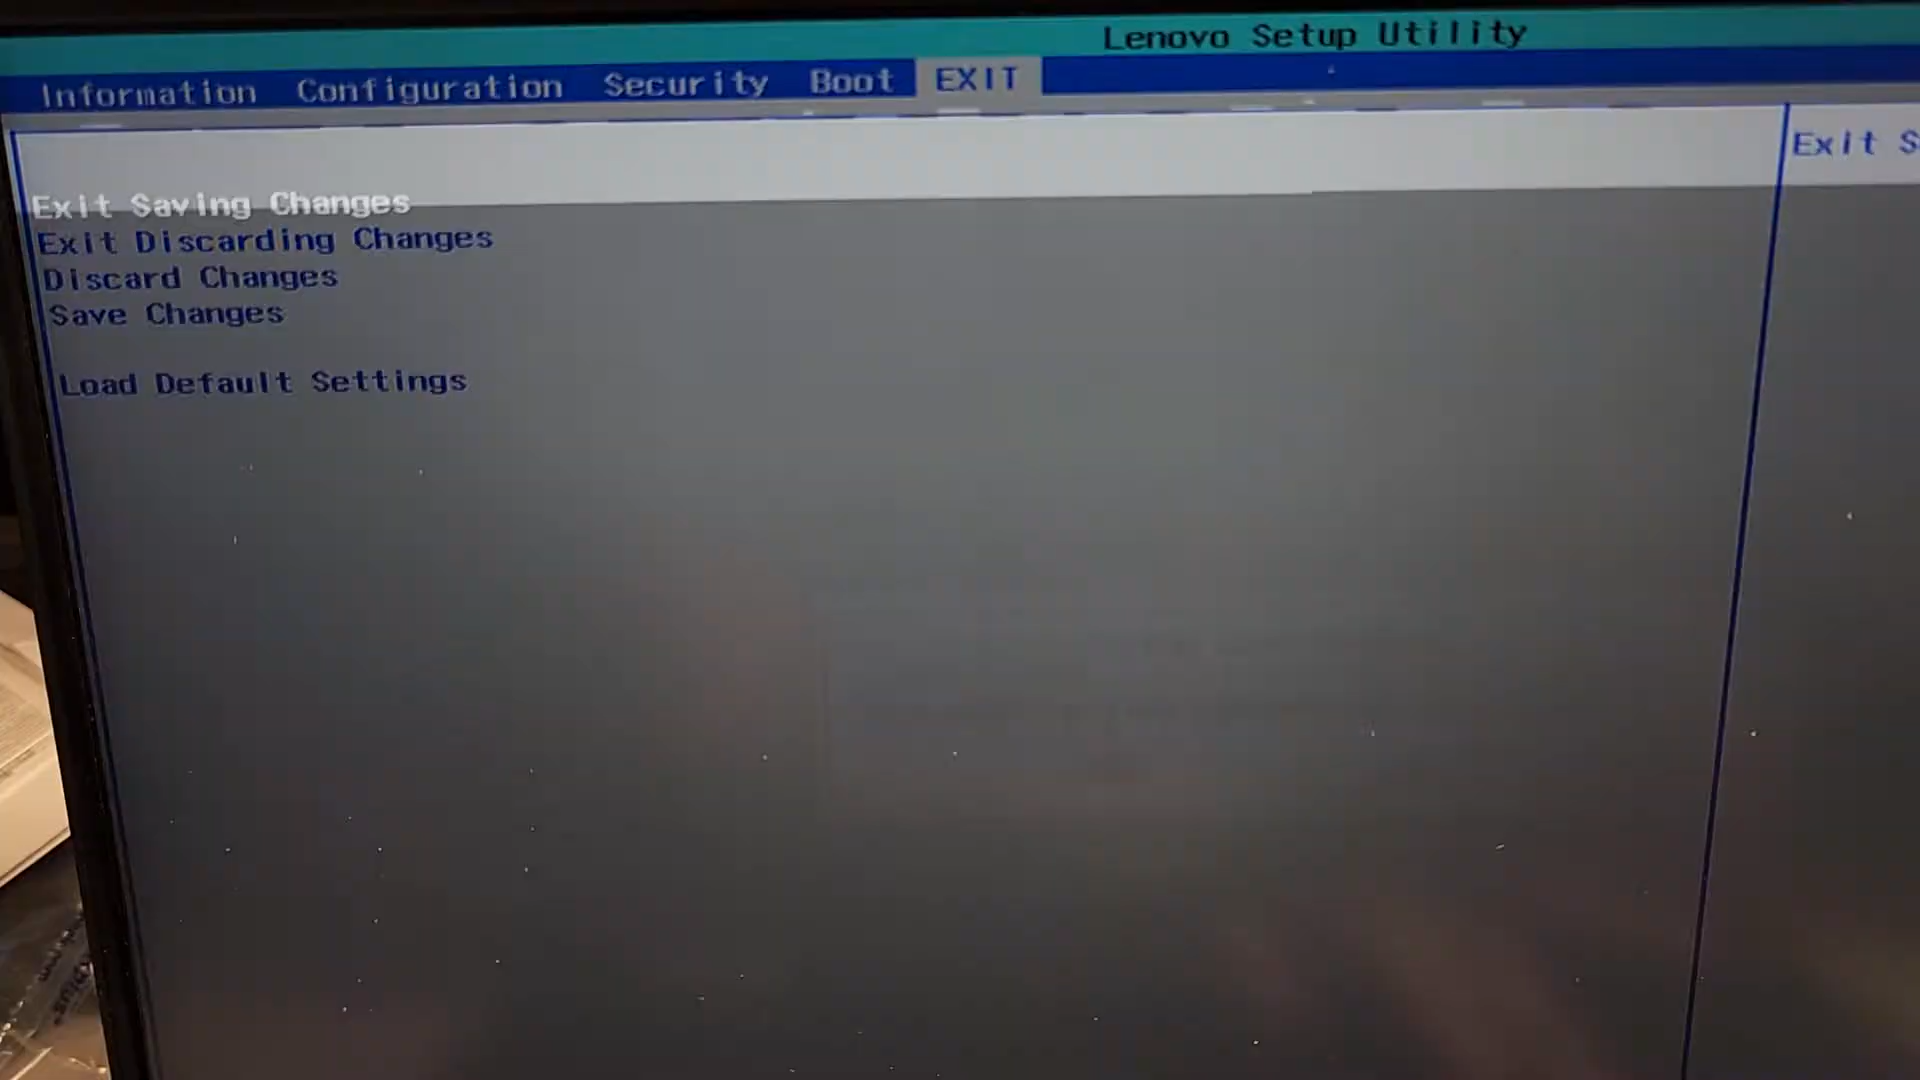 Lenovo Setup Utility
Information Configuration Security Boot EXIT
Exit Saving Changes
Exit Discarding Changes
Discard Changes
Save Changes
Load Default Settings
Exit S